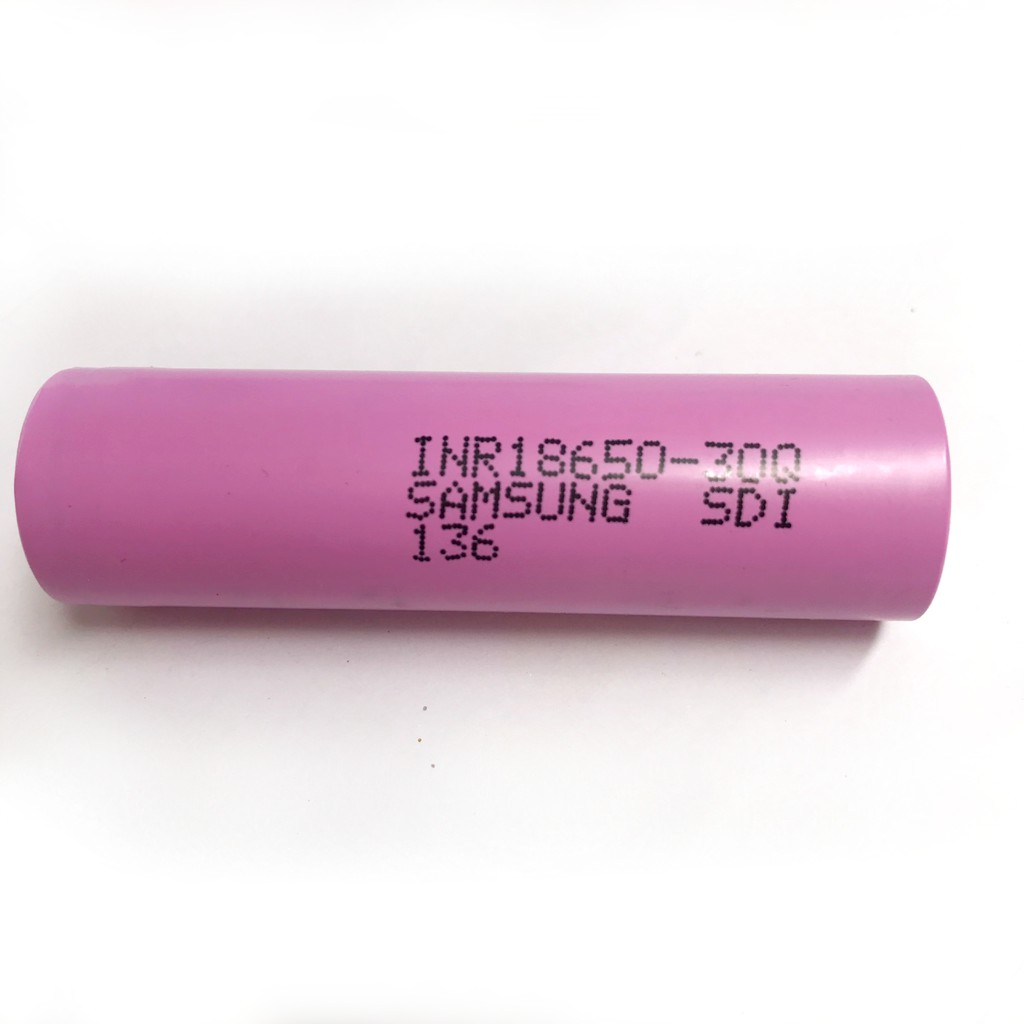 INR18650-30Q
SAMSUNG SDI
136